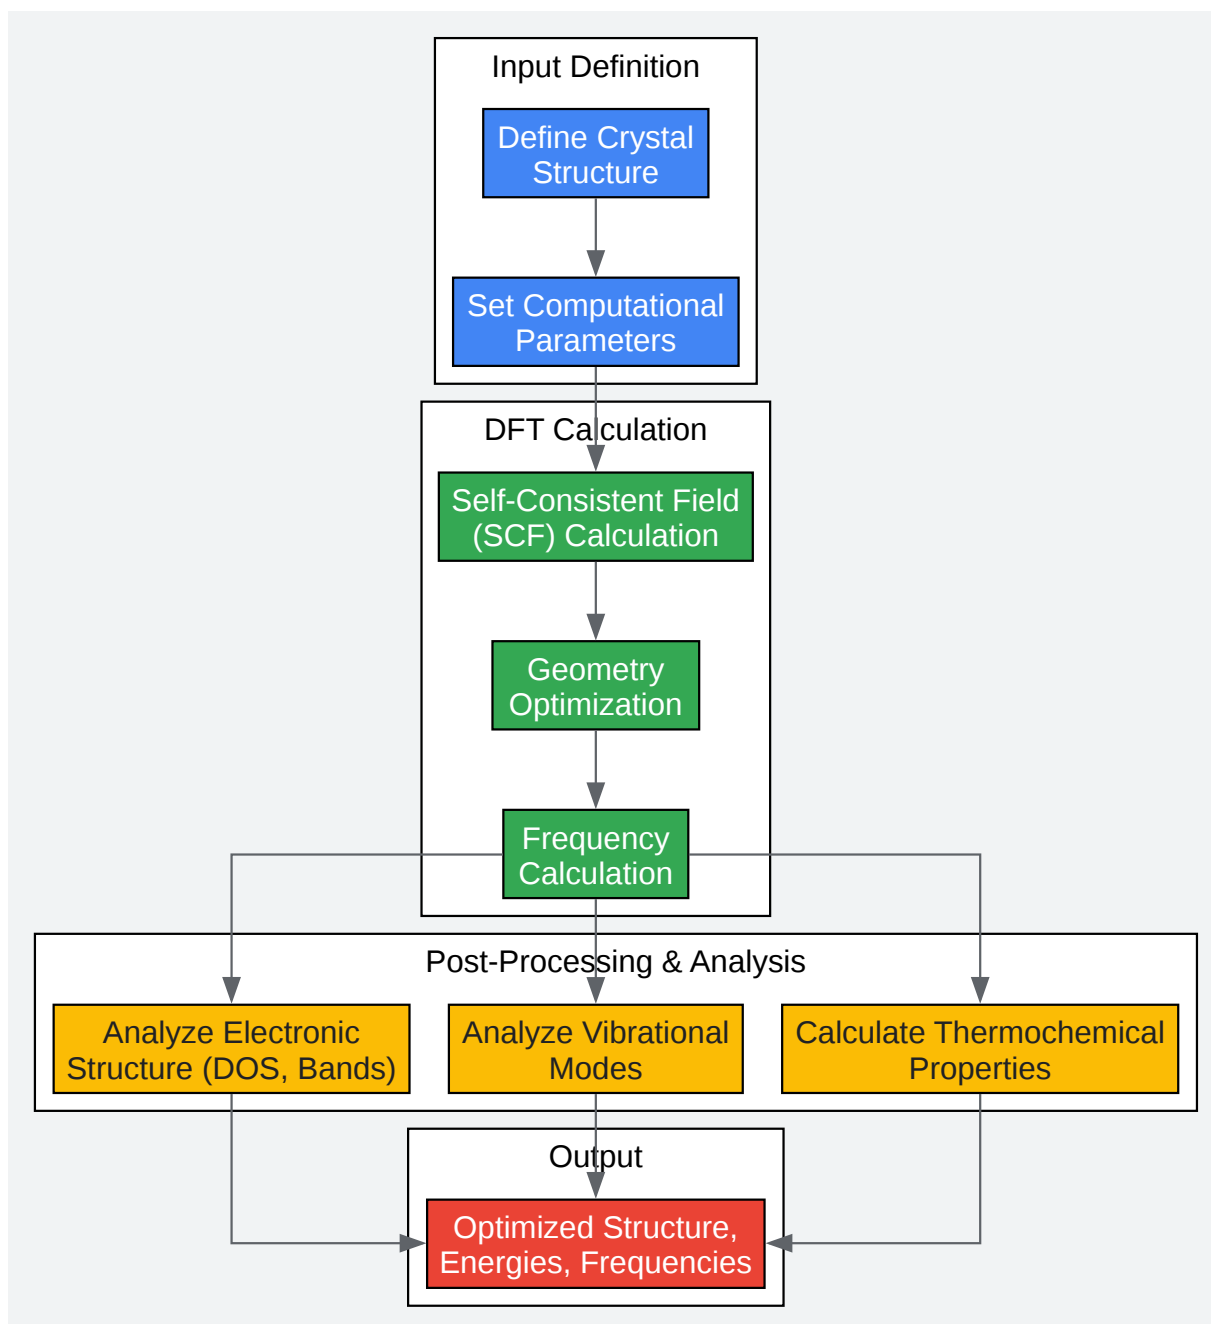 Input Definition
Define Crystal
Structure
Set Computational
Parameters
DFT Calculation
Self-Consistent Field
(SCF) Calculation
Geometry
Optimization
Frequency
Calculation
Post-Processing & Analysis
Analyze Electronic
Structure (DOS, Bands)
Analyze Vibrational
Modes
Calculate Thermochemical
Properties
Output
Optimized Structure,
Energies, Frequencies